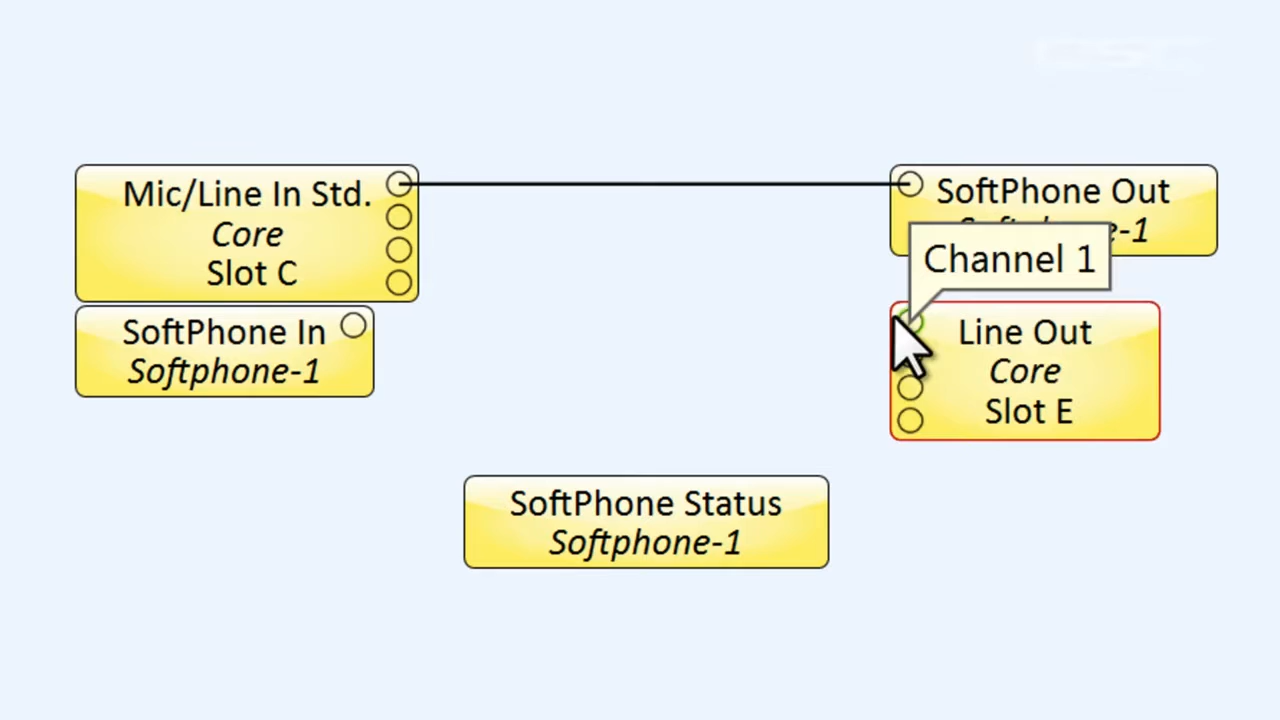 Mic/Line In Std.
Core
Slot C
SoftPhone In
Softphone-1
SoftPhone Out
Channel 1
Line Out
Core
Slot E
SoftPhone Status
Softphone-1